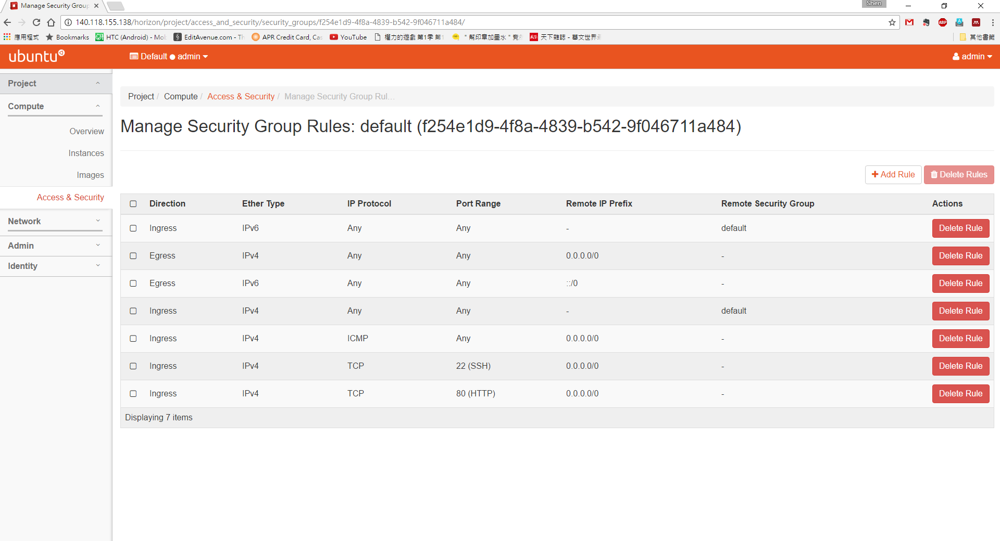 Manage Security Group
Shen
140.118.155.138/horizon/project/access_and_security/security_groups/f254e1d9-4f8a-4839-b542-9f046711a484/
應用程式 Bookmarks HTC (Android) - Mob EditAvenue.com - Th APR Credit Card, Cas YouTube 權力的遊戲 第1季 第1 "幫印章加墨水" 天下雜誌 - 華文世界 其他書籤
ubuntu Default admin admin
Project
Compute
Overview
Instances
Images
Access & Security
Network
Admin
Identity
Project / Compute / Access & Security / Manage Security Group Rul...
Manage Security Group Rules: default (f254e1d9-4f8a-4839-b542-9f046711a484)
Add Rule Delete Rules
Direction Ether Type IP Protocol Port Range Remote IP Prefix Remote Security Group Actions
Ingress IPv6 Any Any - default Delete Rule
Egress IPv4 Any Any 0.0.0.0/0 - Delete Rule
Egress IPv6 Any Any ::/0 - Delete Rule
Ingress IPv4 Any Any - default Delete Rule
Ingress IPv4 ICMP Any 0.0.0.0/0 - Delete Rule
Ingress IPv4 TCP 22 (SSH) 0.0.0.0/0 - Delete Rule
Ingress IPv4 TCP 80 (HTTP) 0.0.0.0/0 - Delete Rule
Displaying 7 items